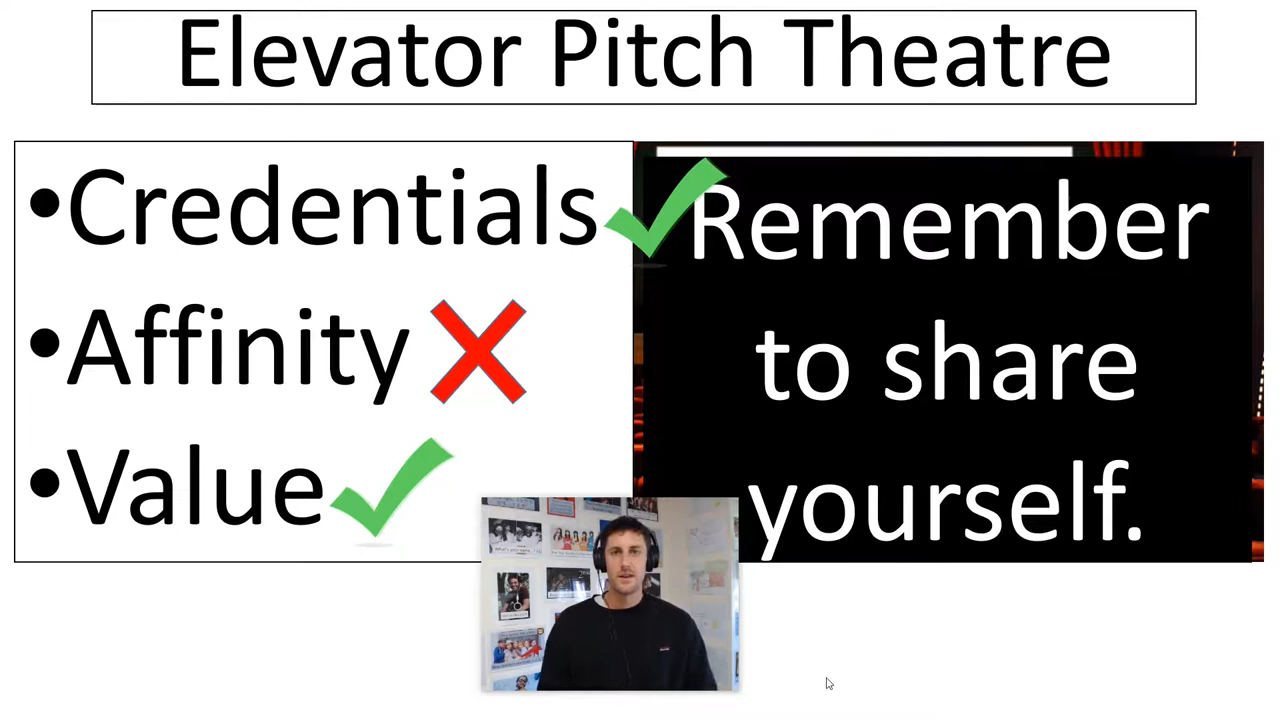 Elevator Pitch Theatre
•Credentials
•Affinity
•Value
Remember
to share
yourself.